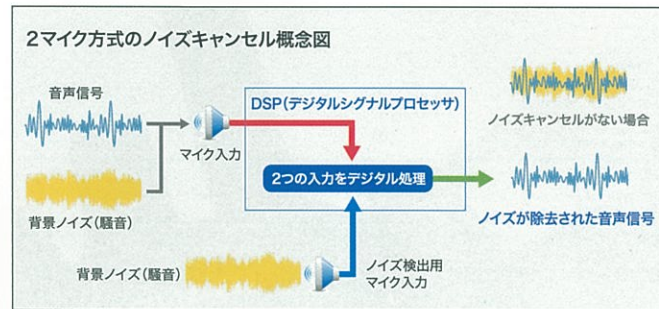 2マイク方式のノイズキャンセル概念図
音声信号
マイク入力
背景ノイズ(騒音)
DSP(デジタルシグナルプロセッサ)
2つの入力をデジタル処理
背景ノイズ(騒音)
ノイズ検出用
マイク入力
ノイズキャンセルがない場合
ノイズが除去された音声信号